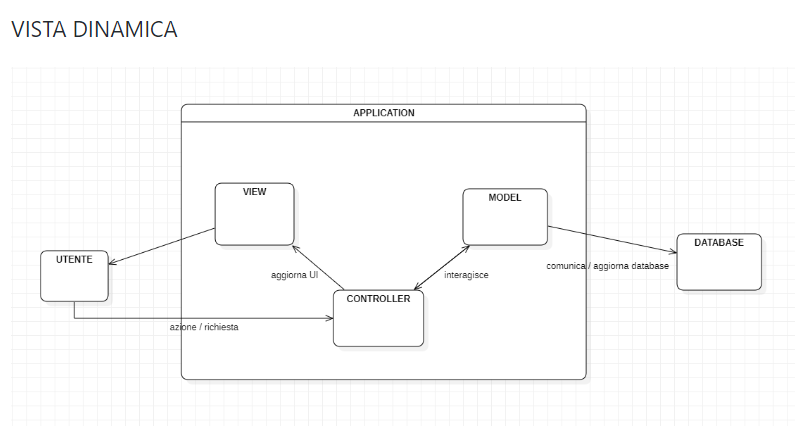 VISTA DINAMICA
APPLICATION
VIEW
MODEL
UTENTE
DATABASE
aggiorna UI
interagisce
comunica / aggiorna database
CONTROLLER
azione / richiesta